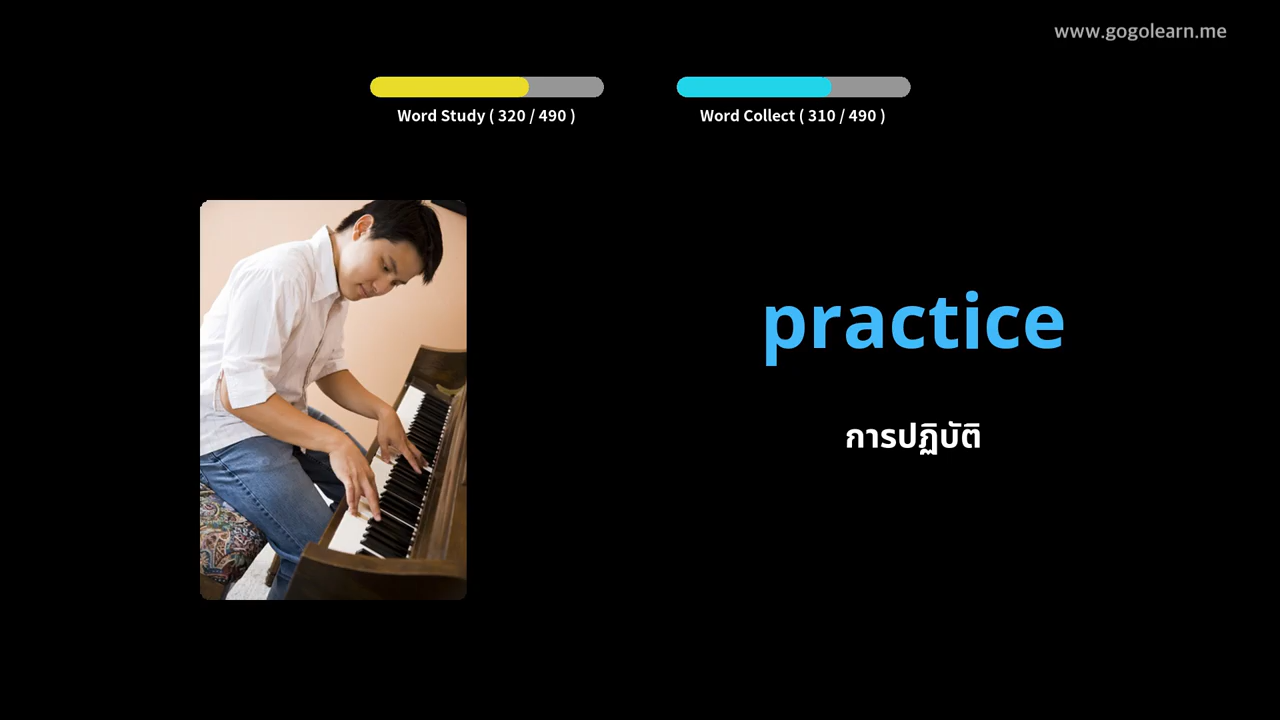 www.gogolearn.me
Word Study ( 320 / 490 )
Word Collect ( 310 / 490 )
practice
การปฏิบัติ